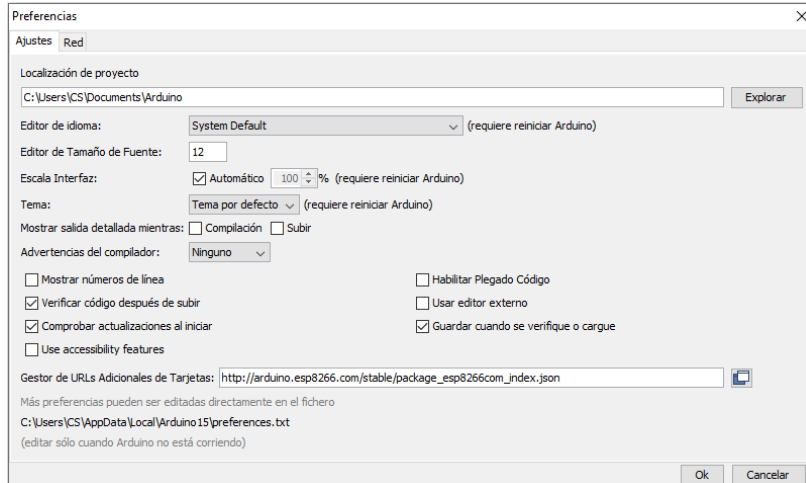 Preferencias
Ajustes Red
Localización de proyecto
C:\Users\CS\Documents\Arduino Explorar
Editor de idioma: System Default (requiere reiniciar Arduino)
Editor de Tamaño de Fuente: 12
Escala Interfaz: Automático 100 % (requiere reiniciar Arduino)
Tema: Tema por defecto (requiere reiniciar Arduino)
Mostrar salida detallada mientras: Compilación Subir
Advertencias del compilador: Ninguno
Mostrar números de línea Habilitar Plegado Código
Verificar código después de subir Usar editor externo
Comprobar actualizaciones al iniciar Guardar cuando se verifique o cargue
Use accessibility features
Gestor de URLs Adicionales de Tarjetas: http://arduino.esp8266.com/stable/package_esp8266com_index.json
Más preferencias pueden ser editadas directamente en el fichero
C:\Users\CS\AppData\Local\Arduino15\preferences.txt
(editar sólo cuando Arduino no está corriendo)
Ok Cancelar